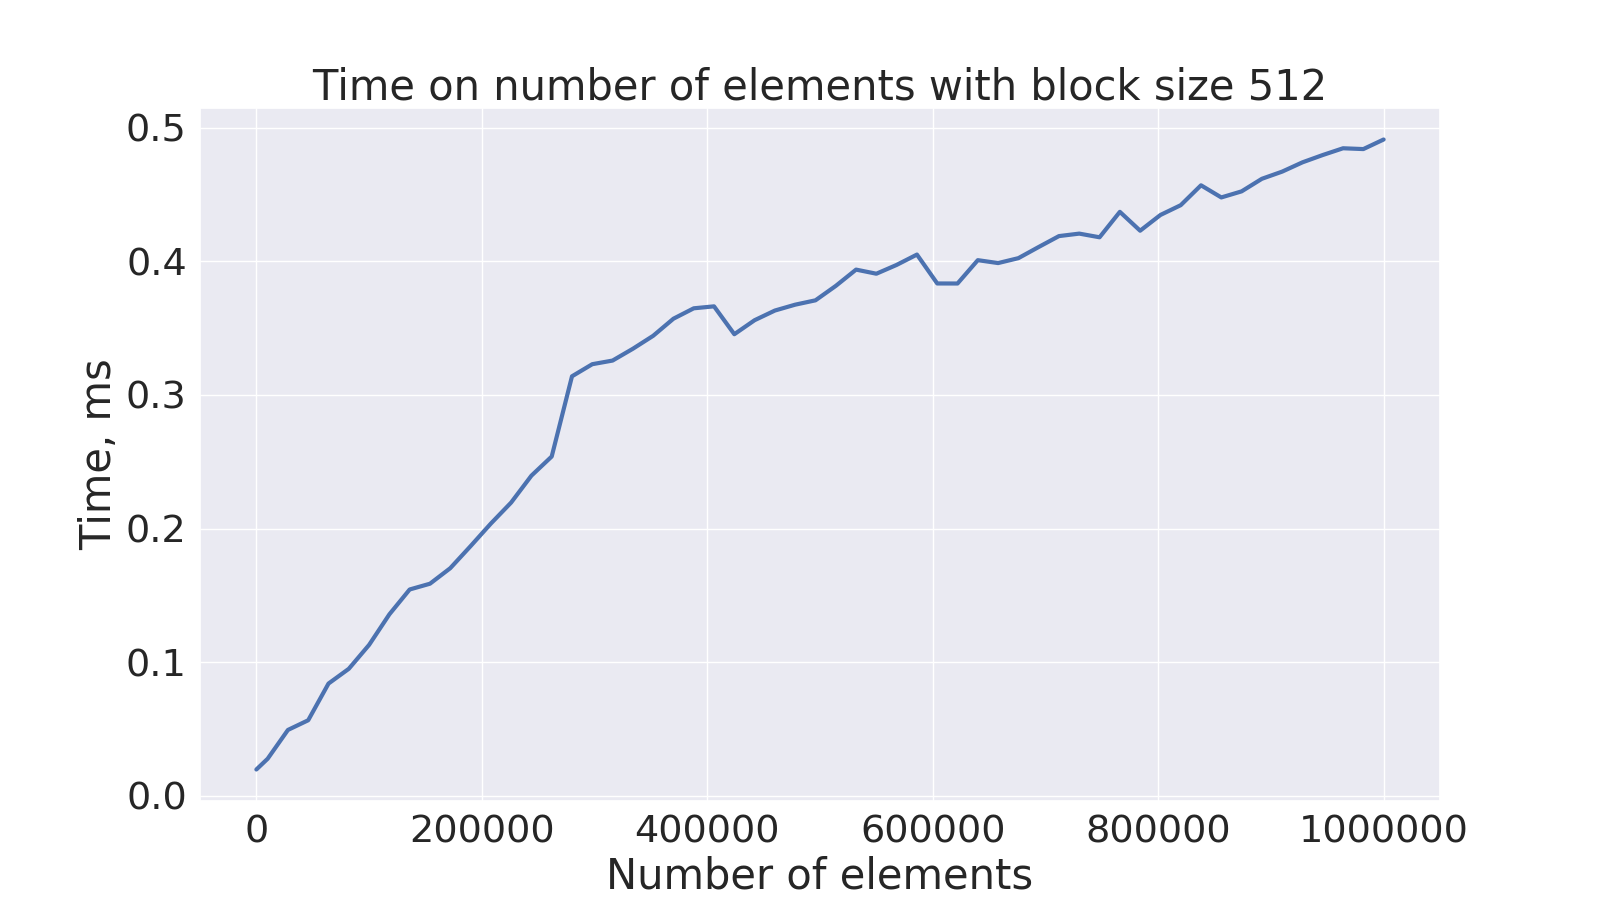 Time on number of elements with block size 512
0.5
0.4
0.3
0.2
0.1
0.0
Time, ms
0 200000 400000 600000 800000 1000000
Number of elements